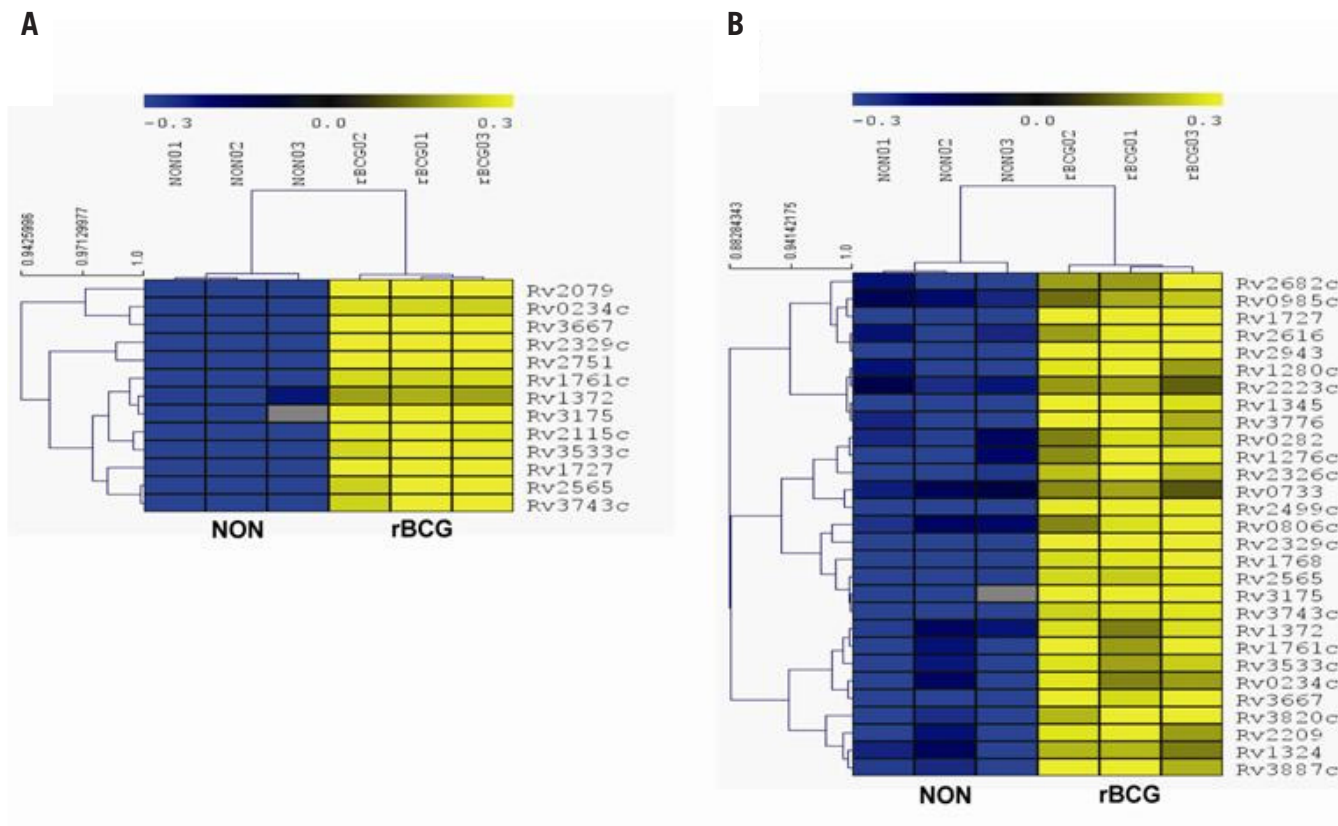 A
-0.3 0.0 0.3
NON01 NON02 NON03 rBCG02 rBCG01 rBCG03
0.9425996 0.97129977 1.0
Rv2079
Rv0234c
Rv3667
Rv2329c
Rv2751
Rv1761c
Rv1372
Rv3175
Rv2115c
Rv3533c
Rv1727
Rv2565
Rv3743c
NON rBCG
B
-0.3 0.0 0.3
NON01 NON02 NON03 rBCG02 rBCG01 rBCG03
0.88284343 0.94142175 1.0
Rv2682c
Rv0985c
Rv1727
Rv2616
Rv2943
Rv1280c
Rv2223c
Rv1345
Rv3776
Rv0282
Rv1276c
Rv2326c
Rv0733
Rv2499c
Rv0806c
Rv2329c
Rv1768
Rv2565
Rv3175
Rv3743c
Rv1372
Rv1761c
Rv3533c
Rv0234c
Rv3667
Rv3820c
Rv2209
Rv1324
Rv3887c
NON rBCG